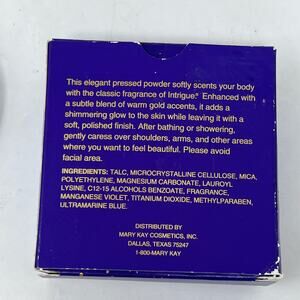 This elegant pressed powder softly scents your body
with the classic fragrance of Intrigue.® Enhanced with
a subtle blend of warm gold accents, it adds a
shimmering glow to the skin while leaving it with a
soft, polished finish. After bathing or showering,
gently caress over shoulders, arms, and other areas
where you want to feel beautiful. Please avoid
facial area.
INGREDIENTS: TALC, MICROCRYSTALLINE CELLULOSE, MICA,
POLYETHYLENE, MAGNESIUM CARBONATE, LAUROYL
LYSINE, C12-15 ALCOHOLS BENZOATE, FRAGRANCE,
MANGANESE VIOLET, TITANIUM DIOXIDE, METHYLPARABEN,
ULTRAMARINE BLUE.
DISTRIBUTED BY
MARY KAY COSMETICS, INC.
DALLAS, TEXAS 75247
1-800-MARY KAY